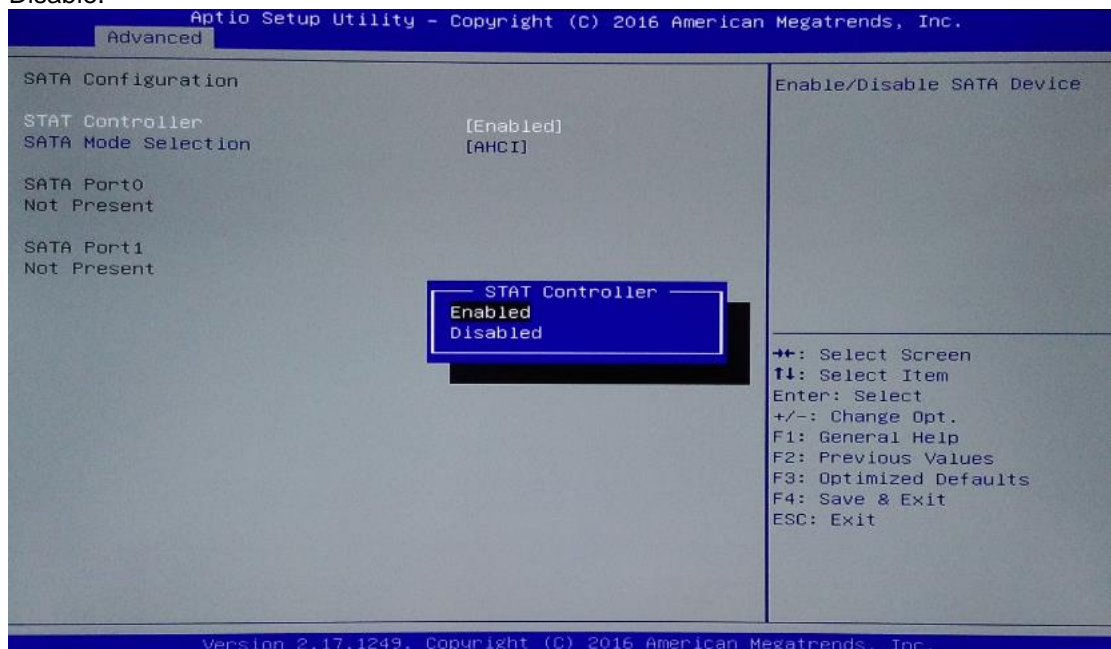 Disable.
Aptio Setup Utility – Copyright (C) 2016 American Megatrends, Inc.
Advanced
SATA Configuration
STAT Controller [Enabled]
SATA Mode Selection [AHCI]
SATA Port0
Not Present
SATA Port1
Not Present
STAT Controller
Enabled
Disabled
Enable/Disable SATA Device
→←: Select Screen
↑↓: Select Item
Enter: Select
+/-: Change Opt.
F1: General Help
F2: Previous Values
F3: Optimized Defaults
F4: Save & Exit
ESC: Exit
Version 2.17.1249. Copyright (C) 2016 American Megatrends, Inc.